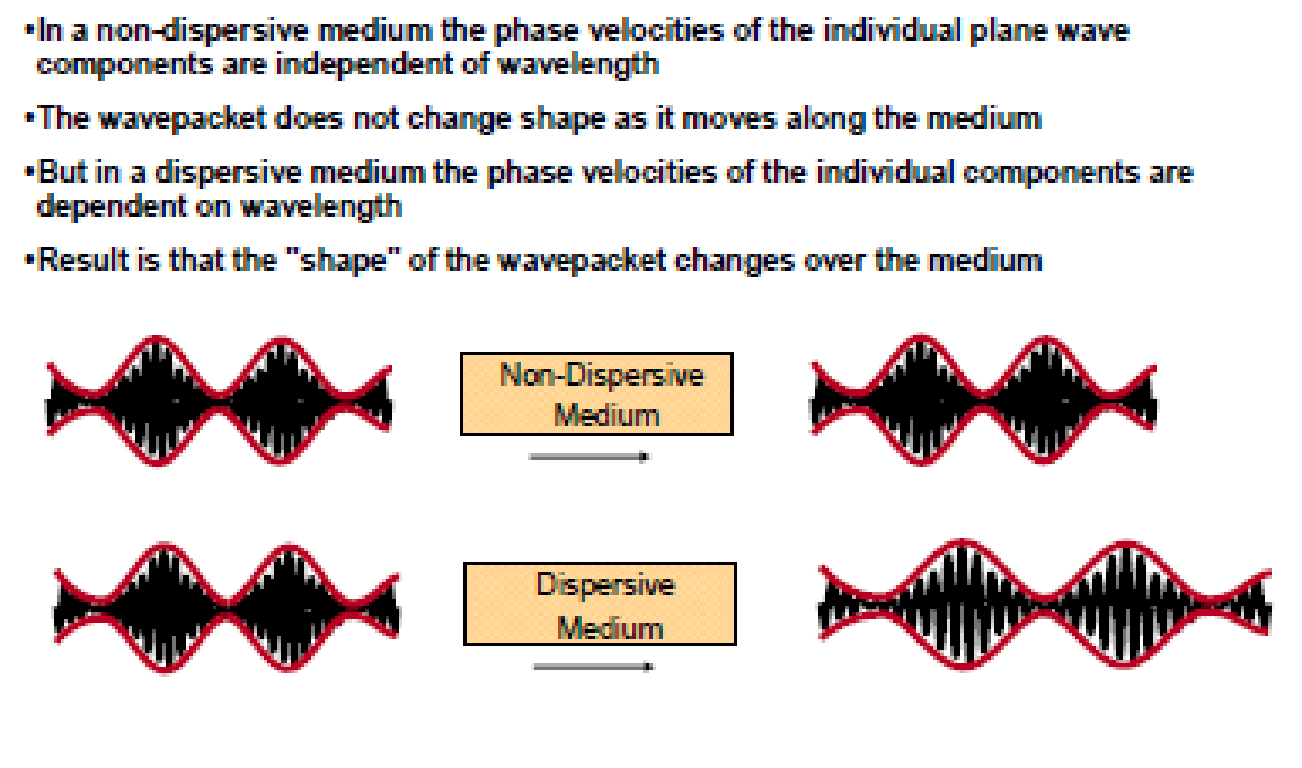 •In a non-dispersive medium the phase velocities of the individual plane wave
components are independent of wavelength
•The wavepacket does not change shape as it moves along the medium
•But in a dispersive medium the phase velocities of the individual components are
dependent on wavelength
•Result is that the "shape" of the wavepacket changes over the medium
Non-Dispersive
Medium
Dispersive
Medium